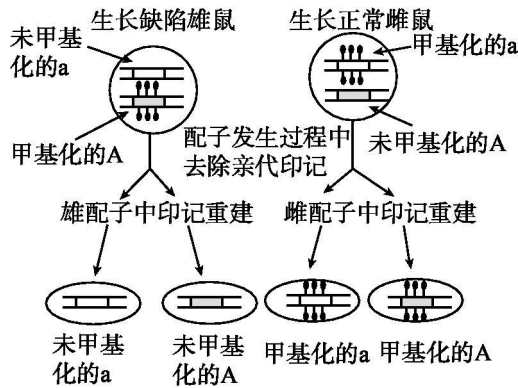 生长缺陷雄鼠
生长正常雌鼠
未甲基
化的a
甲基化的A
甲基化的a
未甲基化的A
配子发生过程中
去除亲代印记
雄配子中印记重建
雌配子中印记重建
未甲基
化的a
未甲基
化的A
甲基化的a
甲基化的A